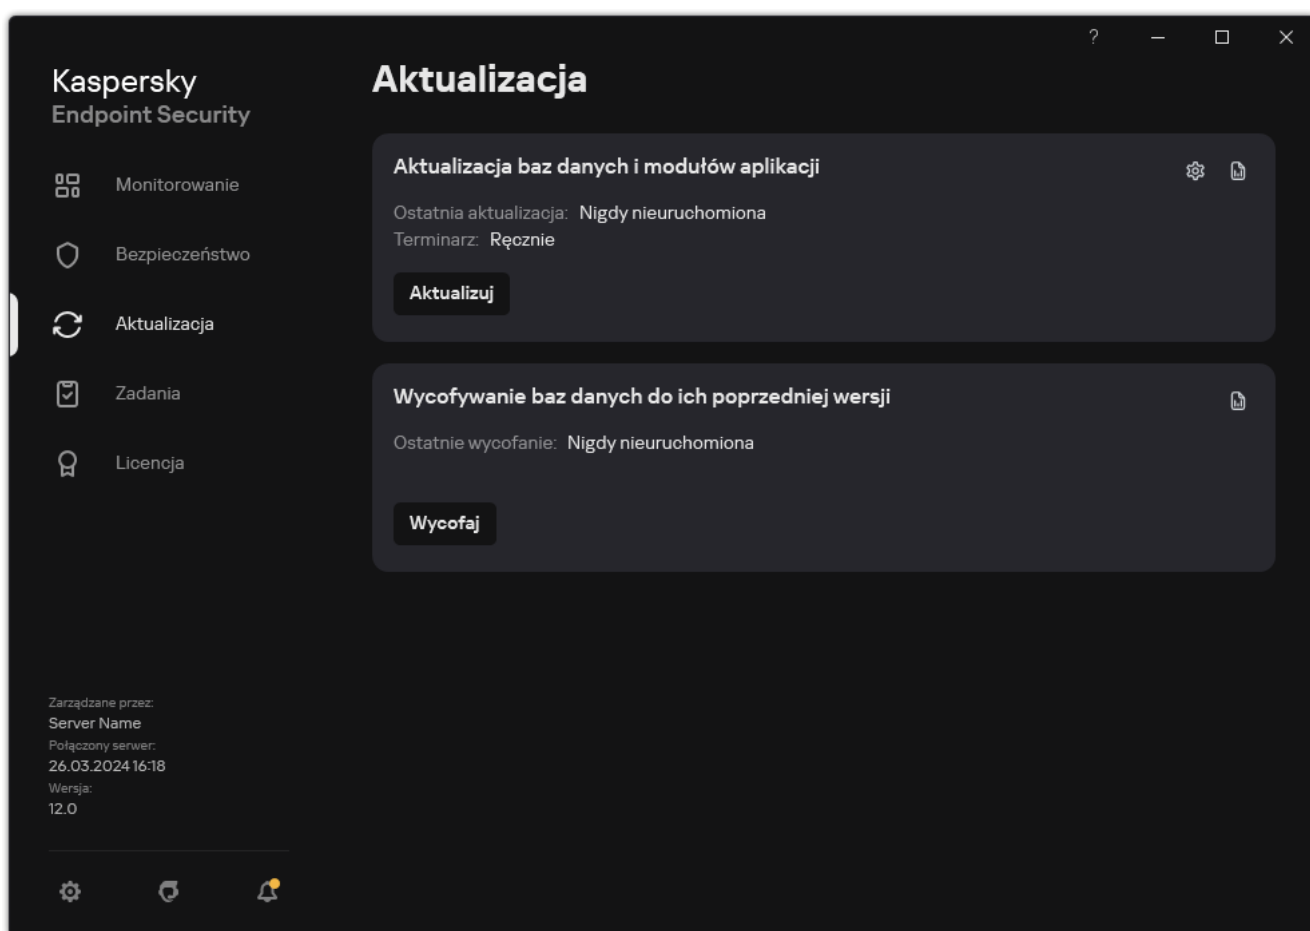 ?
Kaspersky
Endpoint Security
Monitorowanie
Bezpieczeństwo
Aktualizacja
Zadania
Licencja
Zarządzane przez:
Server Name
Połączony serwer:
26.03.2024 16:18
Wersja:
12.0
Aktualizacja
Aktualizacja baz danych i modułów aplikacji
Ostatnia aktualizacja: Nigdy nieuruchomiona
Terminarz: Ręcznie
Aktualizuj
Wycofywanie baz danych do ich poprzedniej wersji
Ostatnie wycofanie: Nigdy nieuruchomiona
Wycofaj